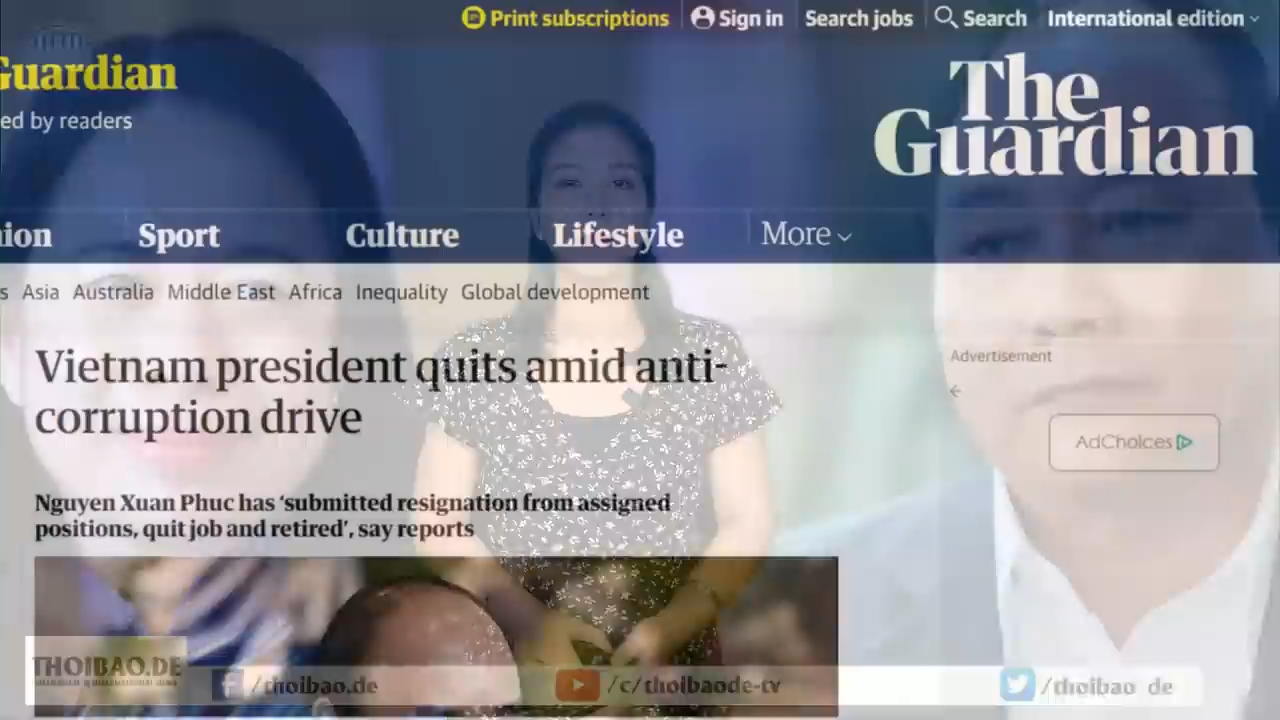 Print subscriptions Sign in Search jobs Search International edition
Guardian
ed by readers
The
Guardian
ion Sport Culture Lifestyle More
s Asia Australia Middle East Africa Inequality Global development
Vietnam president quits amid anti-
corruption drive
Advertisement
AdChoices
Nguyen Xuan Phuc has ‘submitted resignation from assigned
positions, quit job and retired’, say reports
THOIBAO.DE
/thoibao.de
/c/thoibaode-tv
/thoibao_de